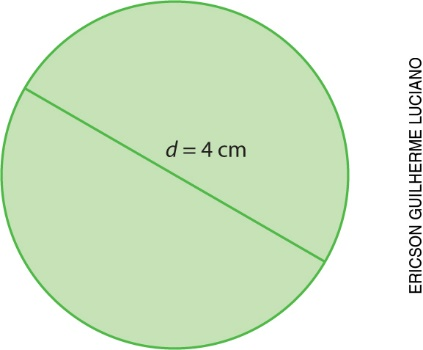 d = 4 cm
ERICSON GUILHERME LUCIANO